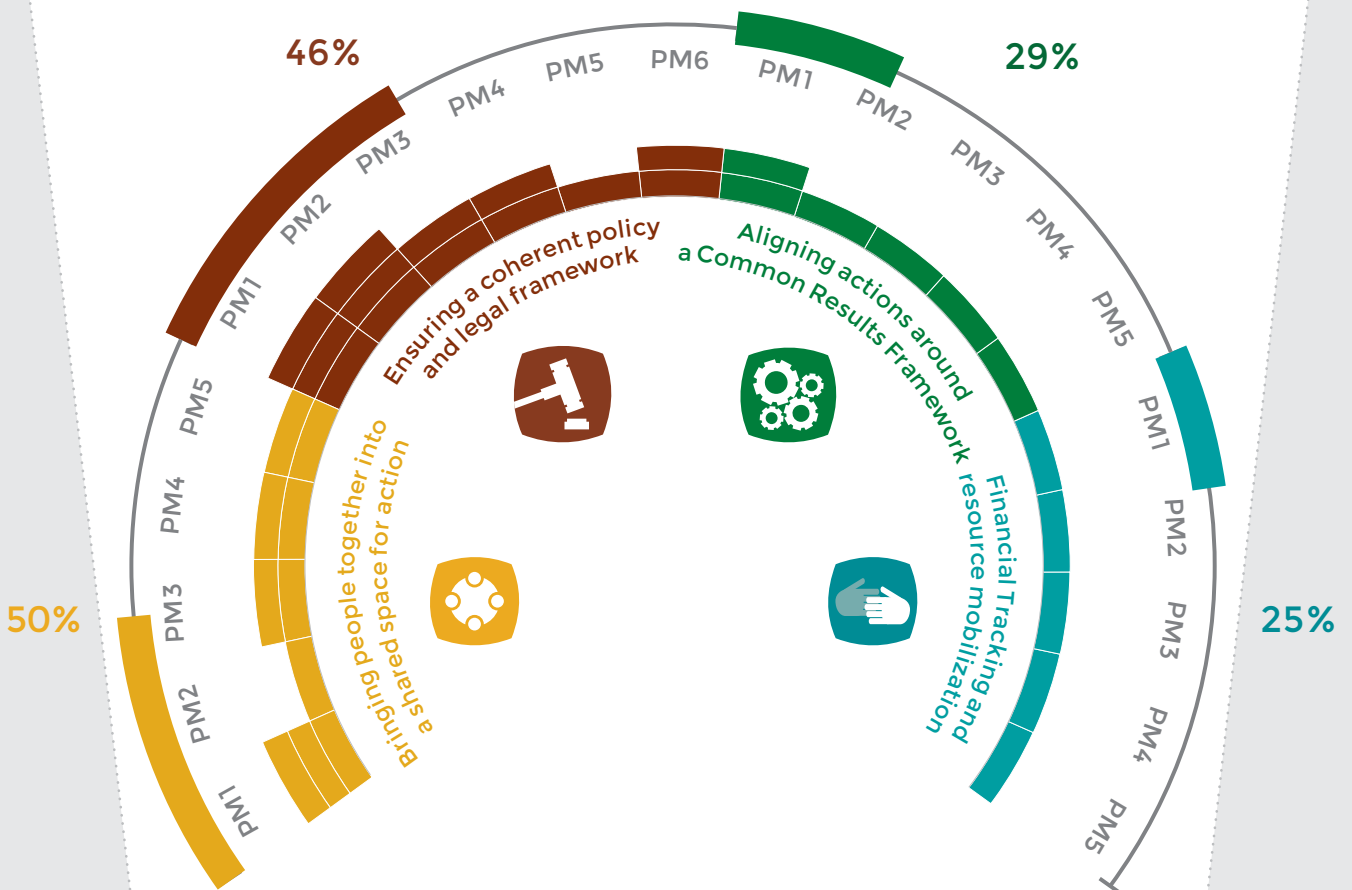 50%
PM1
PM2
PM3
PM4
PM5
Bringing people together into
a shared space for action
46%
PM1
PM2
PM3
PM4
PM5
PM6
Ensuring a coherent policy
and legal framework
29%
PM1
PM2
PM3
PM4
PM5
Aligning actions around
a Common Results Framework
25%
PM1
PM2
PM3
PM4
PM5
Financial Tracking and
resource mobilization